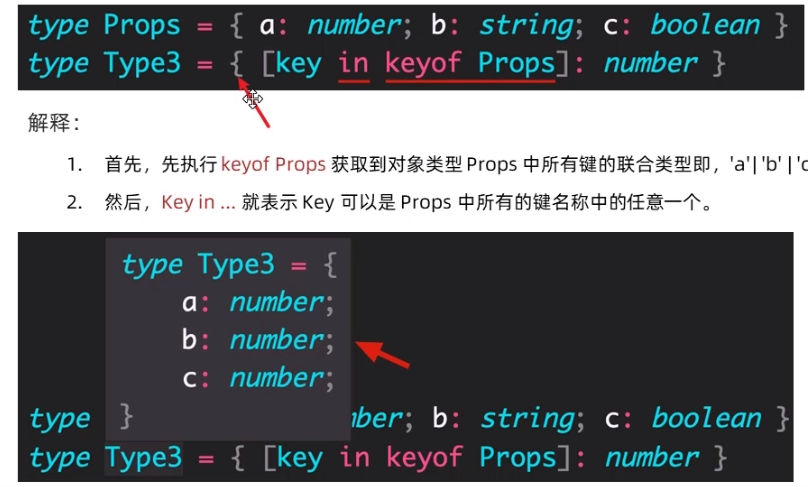 type Props = { a: number; b: string; c: boolean }
type Type3 = { [key in keyof Props]: number }
解释：
1. 首先，先执行 keyof Props 获取到对象类型 Props 中所有键的联合类型即，'a'| 'b' |
2. 然后，Key in ... 就表示 Key 可以是 Props 中所有的键名称中的任意一个。
type Type3 = {
a: number;
b: number;
c: number;
}
type mber; b: string; c: boolean }
type Type3 = { [key in keyof Props]: number }